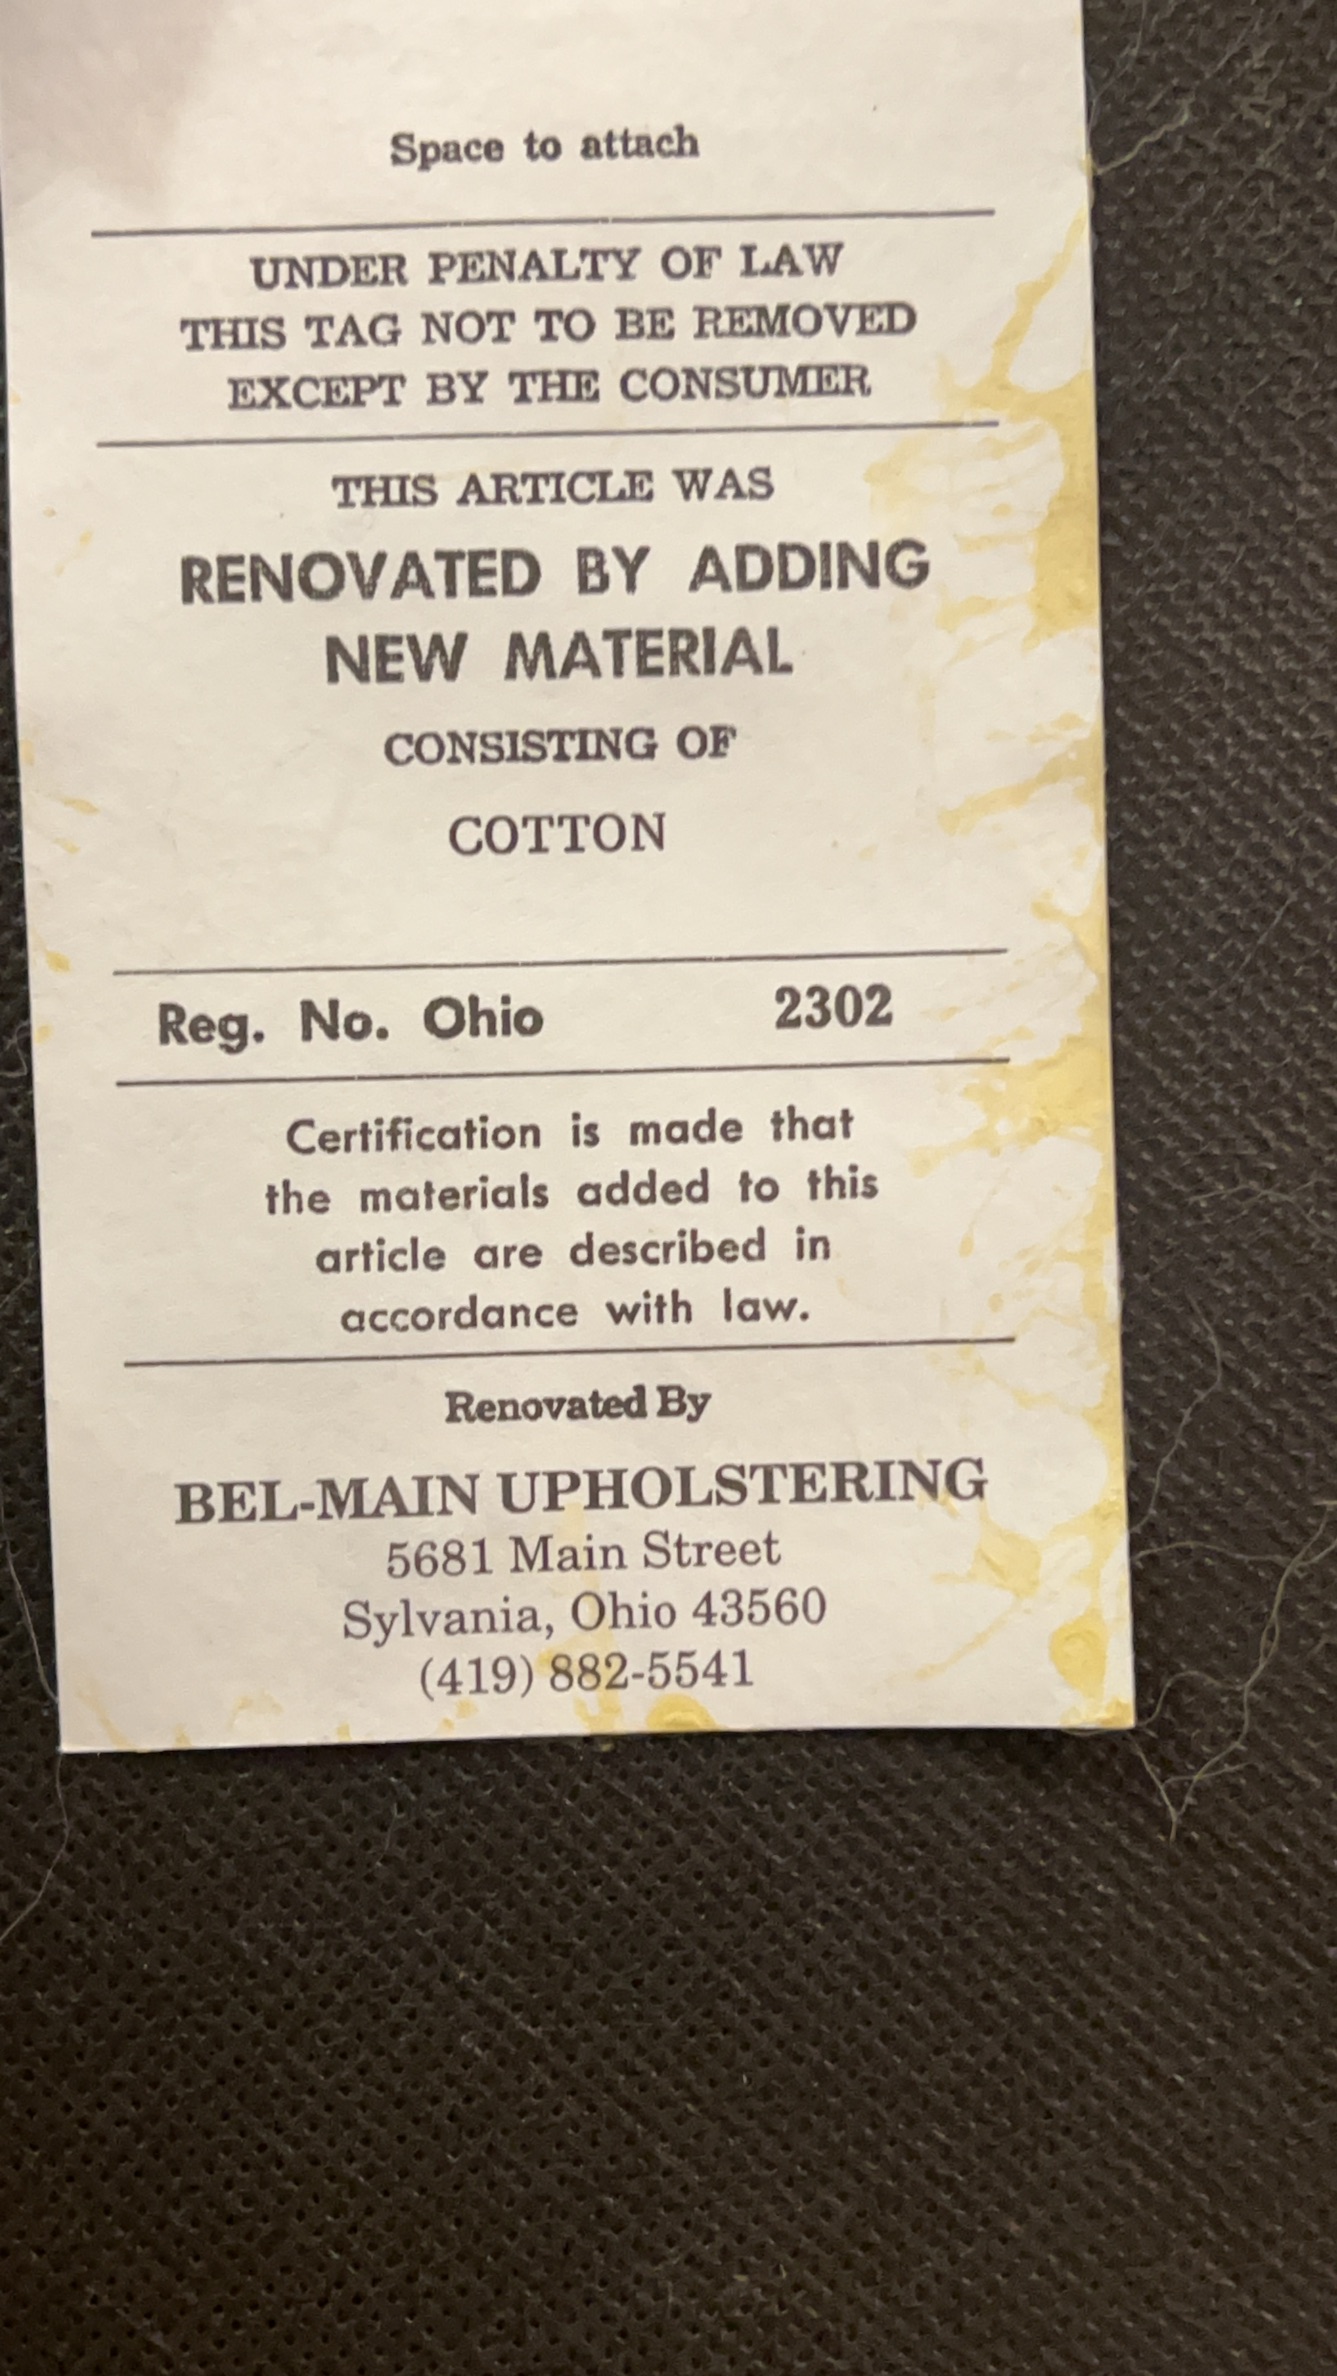 Space to attach
UNDER PENALTY OF LAW
THIS TAG NOT TO BE REMOVED
EXCEPT BY THE CONSUMER
THIS ARTICLE WAS
RENOVATED BY ADDING
NEW MATERIAL
CONSISTING OF
COTTON
Reg. No. Ohio 2302
Certification is made that
the materials added to this
article are described in
accordance with law.
Renovated By
BEL-MAIN UPHOLSTERING
5681 Main Street
Sylvania, Ohio 43560
(419) 882-5541